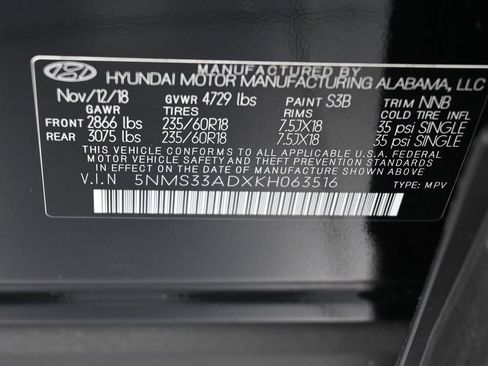 MANUFACTURED BY
HYUNDAI MOTOR MANUFACTURING ALABAMA, LLC
Nov/12/18 GVWR 4729 lbs PAINT S3B TRIM NNB
GAWR TIRES RIMS COLD TIRE INFL
FRONT 2866 lbs 235/60R18 7.5JX18 35 psi SINGLE
REAR 3075 lbs 235/60R18 7.5JX18 35 psi SINGLE
THIS VEHICLE CONFORMS TO ALL APPLICABLE U.S.A. FEDERAL
MOTOR VEHICLE SAFETY AND THEFT PREVENTION STANDARDS IN
EFFECT ON THE DATE OF MANUFACTURE SHOWN ABOVE.
V.I.N 5NMS33ADXKH063516 TYPE: MPV